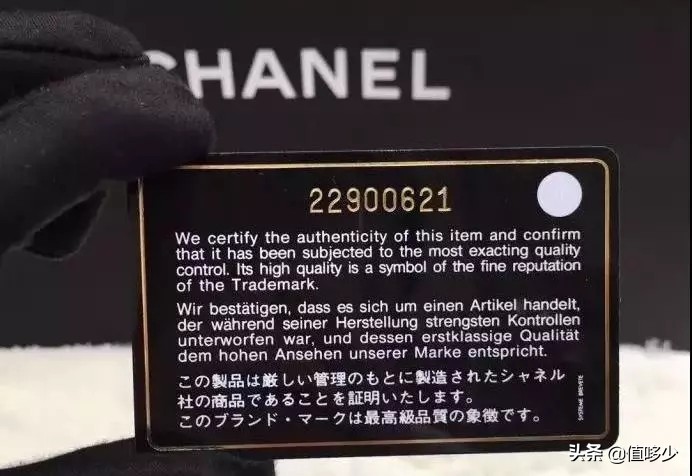 CHANEL
22900621
We certify the authenticity of this item and confirm
that it has been subjected to the most exacting quality
control. Its high quality is a symbol of the fine reputation
of the Trademark.
Wir bestätigen, dass es sich um einen Artikel handelt,
der während seiner Herstellung strengsten Kontrollen
unterworfen war, und dessen erstklassige Qualität
dem hohen Ansehen unserer Marke entspricht.
この製品は厳しい管理のもとに製造されたシャネル
社の商品であることを証明いたします。
このブランド・マークは最高級品質の象徴です。
SYSTEME BREVETE
头条 @值哆少